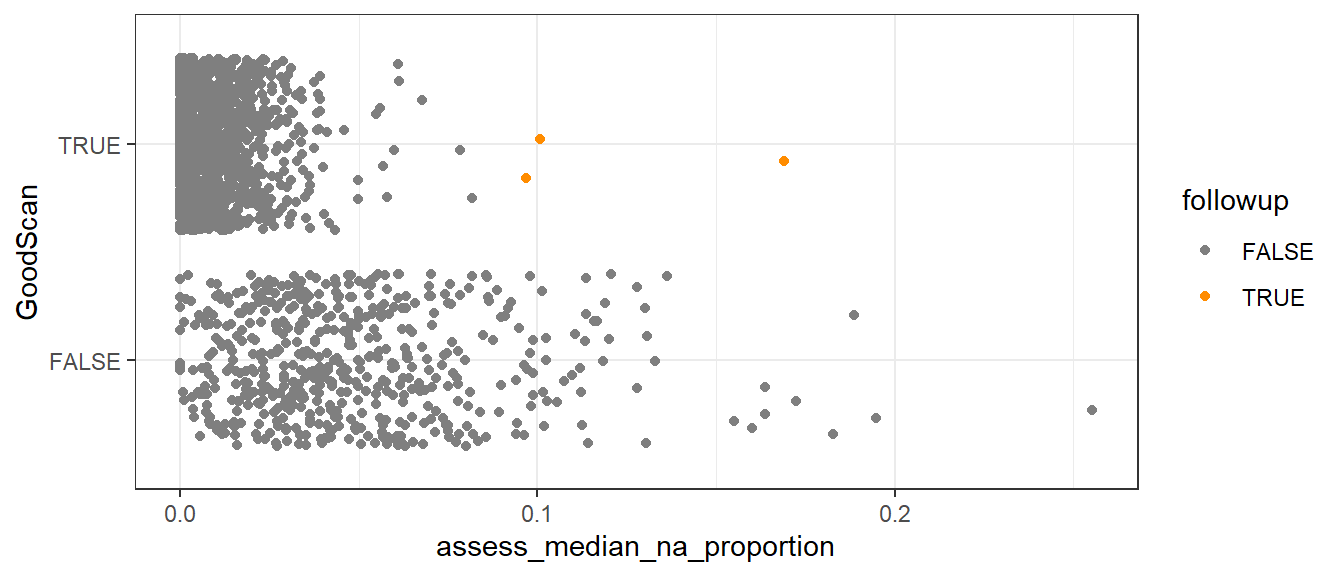 GoodScan
TRUE
FALSE
0.0
0.1
0.2
assess_median_na_proportion
followup
FALSE
TRUE